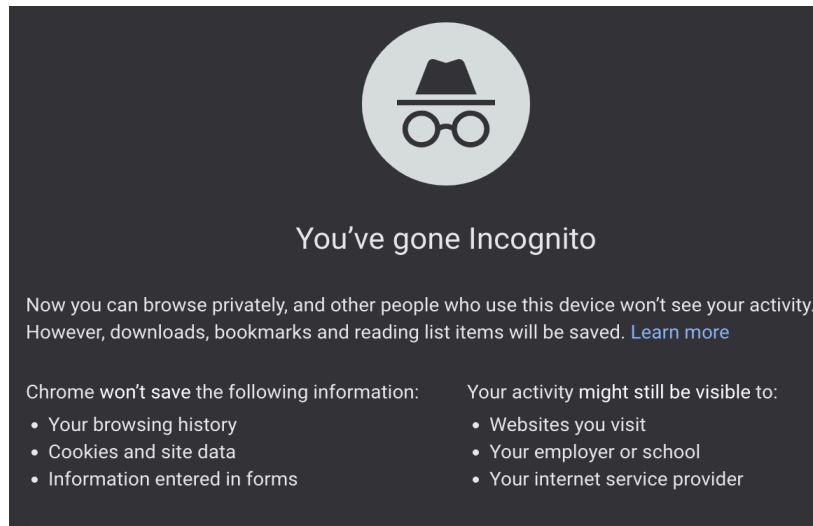 You've gone Incognito
Now you can browse privately, and other people who use this device won't see your activity.
However, downloads, bookmarks and reading list items will be saved. Learn more
Chrome won't save the following information:
• Your browsing history
• Cookies and site data
• Information entered in forms
Your activity might still be visible to:
• Websites you visit
• Your employer or school
• Your internet service provider